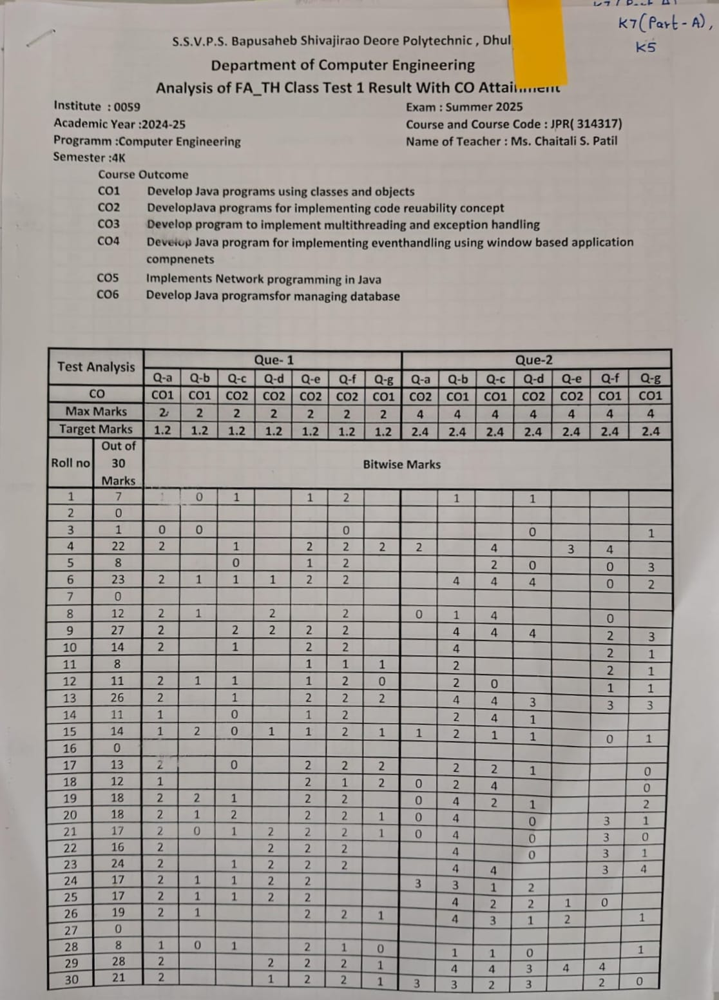 K7(Part-A),
K5
S.S.V.P.S. Bapusaheb Shivajirao Deore Polytechnic , Dhul
Department of Computer Engineering
Analysis of FA_TH Class Test 1 Result With CO Attainment
Institute : 0059 Exam : Summer 2025
Academic Year :2024-25 Course and Course Code : JPR( 314317)
Programm :Computer Engineering Name of Teacher : Ms. Chaitali S. Patil
Semester :4K
Course Outcome
CO1 Develop Java programs using classes and objects
CO2 DevelopJava programs for implementing code reuability concept
CO3 Develop program to implement multithreading and exception handling
CO4 Develop Java program for implementing eventhandling using window based application
compnenets
CO5 Implements Network programming in Java
CO6 Develop Java programsfor managing database
Test Analysis Que- 1 Que-2
Q-a Q-b Q-c Q-d Q-e Q-f Q-g Q-a Q-b Q-c Q-d Q-e Q-f Q-g
CO CO1 CO1 CO2 CO2 CO2 CO2 CO1 CO2 CO1 CO1 CO2 CO2 CO1 CO1
Max Marks 2 2 2 2 2 2 2 4 4 4 4 4 4 4
Target Marks 1.2 1.2 1.2 1.2 1.2 1.2 1.2 2.4 2.4 2.4 2.4 2.4 2.4 2.4
Roll no Out of
30
Marks
Bitwise Marks
1 7 1 0 1 1 2 1 1
2 0
3 1 0 0 0 0 1
4 22 2 1 2 2 2 2 4 3 4
5 8 0 1 2 2 0 0 3
6 23 2 1 1 1 2 2 4 4 4 0 2
7 0
8 12 2 1 2 2 0 1 4 0
9 27 2 2 2 2 2 4 4 4 2 3
10 14 2 1 2 2 4 2 1
11 8 1 1 1 2 2 1
12 11 2 1 1 1 2 0 2 0 1 1
13 26 2 1 2 2 2 4 4 3 3 3
14 11 1 0 1 2 2 4 1
15 14 1 2 0 1 1 2 1 1 2 1 1 0 1
16 0
17 13 2 0 2 2 2 2 2 1 0
18 12 1 2 1 2 0 2 4 0
19 18 2 2 1 2 2 0 4 2 1 2
20 18 2 1 2 2 2 1 0 4 0 3 1
21 17 2 0 1 2 2 2 1 0 4 0 3 0
22 16 2 2 2 2 4 0 3 1
23 24 2 1 2 2 2 4 4 3 4
24 17 2 1 1 2 2 3 3 1 2
25 17 2 1 1 2 2 4 2 2 1 0
26 19 2 1 2 2 1 4 3 1 2 1
27 0
28 8 1 0 1 2 1 0 1 1 0 1
29 28 2 2 2 2 1 4 4 3 4 4
30 21 2 1 2 2 1 3 3 2 3 2 0